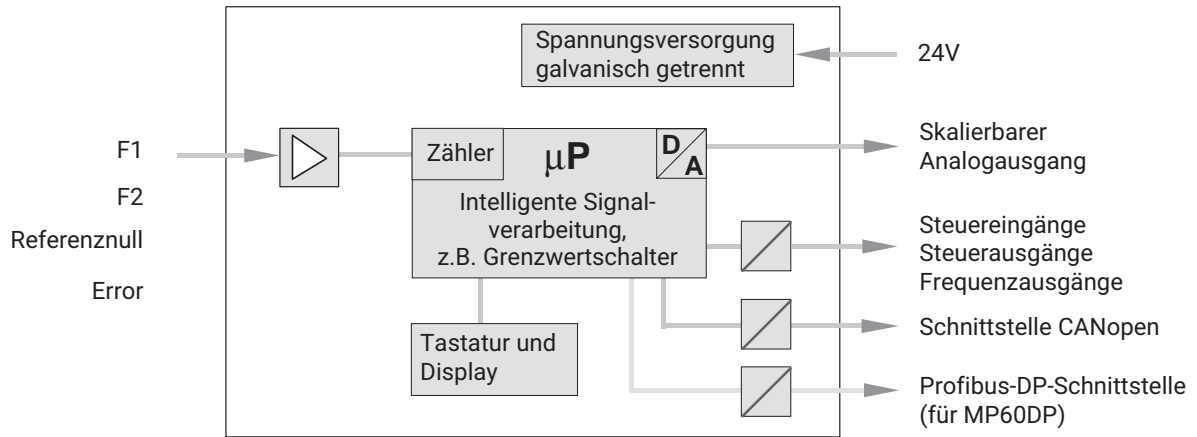 Spannungsversorgung
galvanisch getrennt
24V
F1
F2
Referenznull
Error
Zähler
µP
D
A
Intelligente Signal-
verarbeitung,
z.B. Grenzwertschalter
Tastatur und
Display
Skalierbarer
Analogausgang
Steuereingänge
Steuerausgänge
Frequenzausgänge
Schnittstelle CANopen
Profibus-DP-Schnittstelle
(für MP60DP)